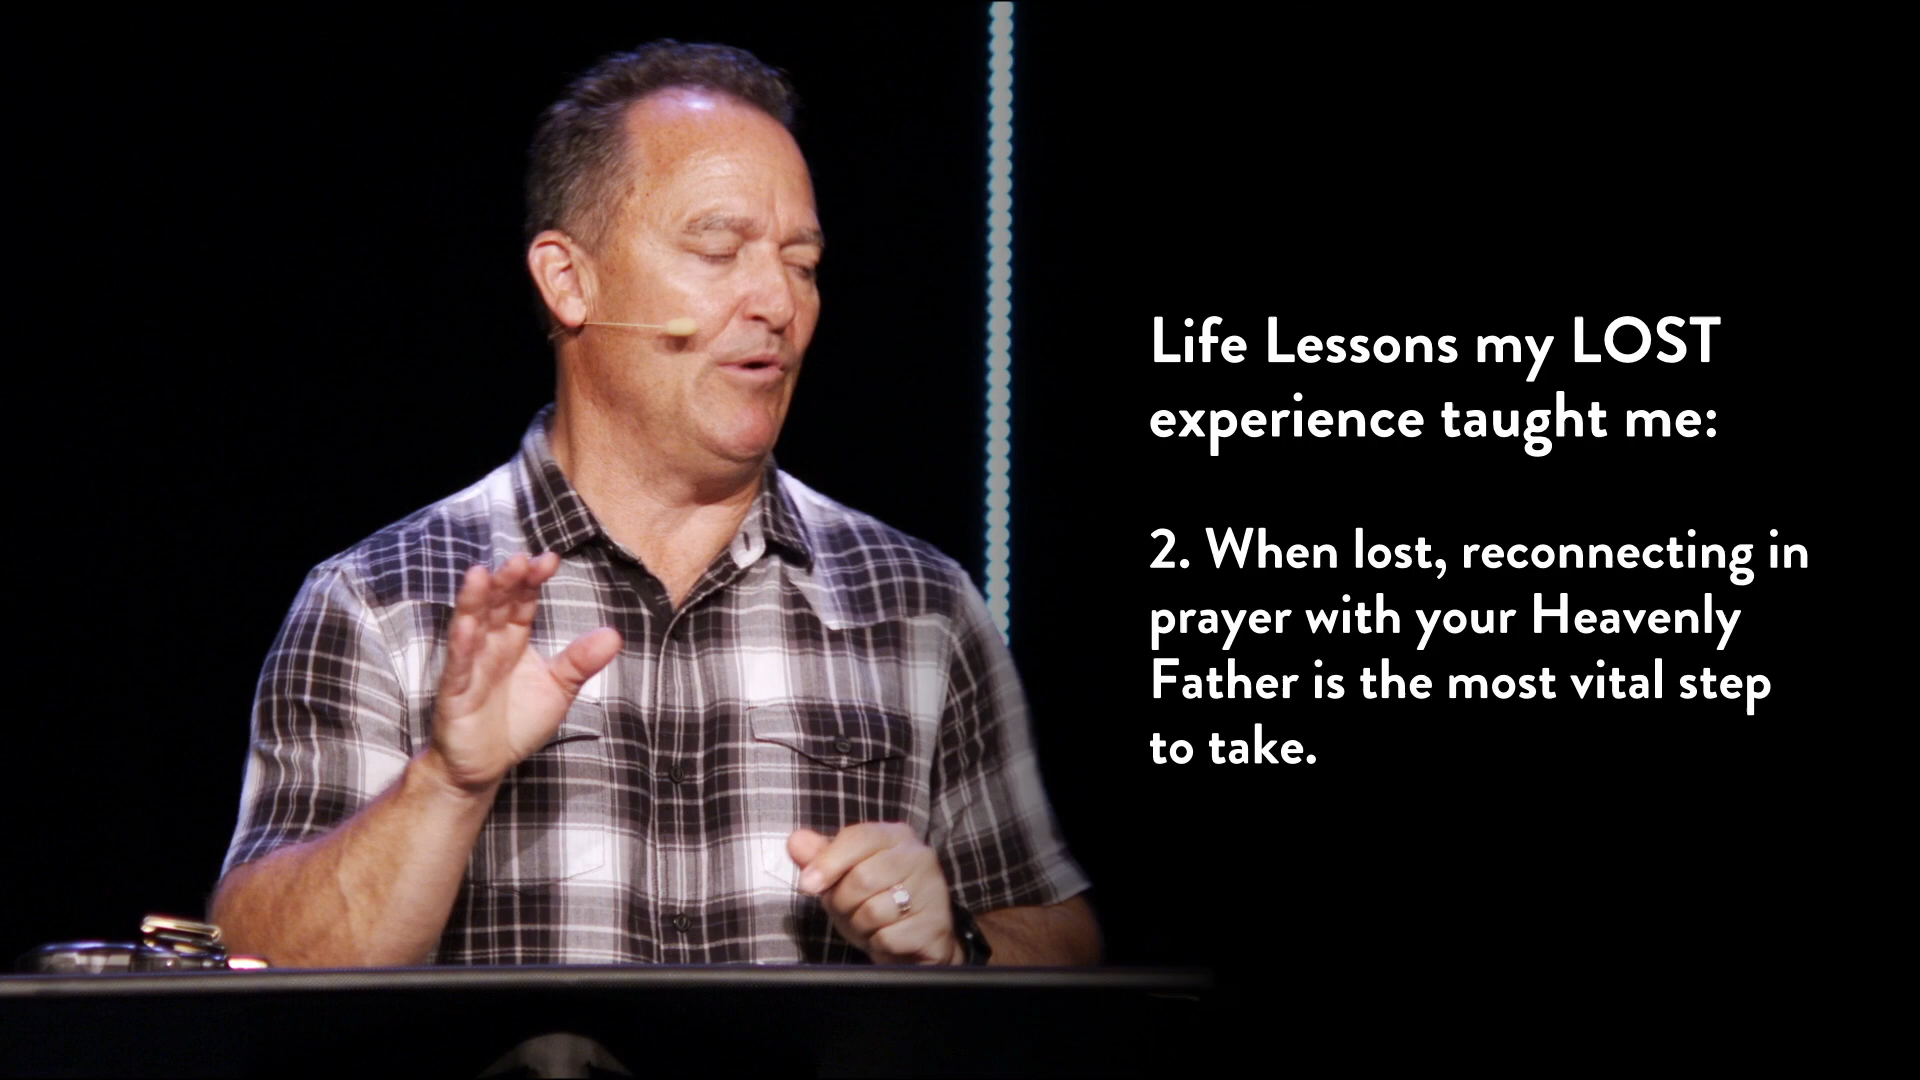 Life Lessons my LOST
experience taught me:
2. When lost, reconnecting in
prayer with your Heavenly
Father is the most vital step
to take.